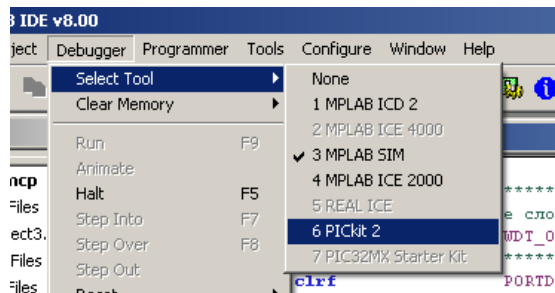 IDE v8.00
ject Debugger Programmer Tools Configure Window Help
Select Tool
Clear Memory
Run F9
Animate
Halt F5
Step Into F7
Step Over F8
Step Out
None
1 MPLAB ICD 2
2 MPLAB ICE 4000
3 MPLAB SIM
4 MPLAB ICE 2000
5 REAL ICE
6 PICkit 2
7 PIC32MX Starter Kit
mcp
Files
ect3.
Files
Files
*****
е сло
WDT_O
*****
clrf PORTD